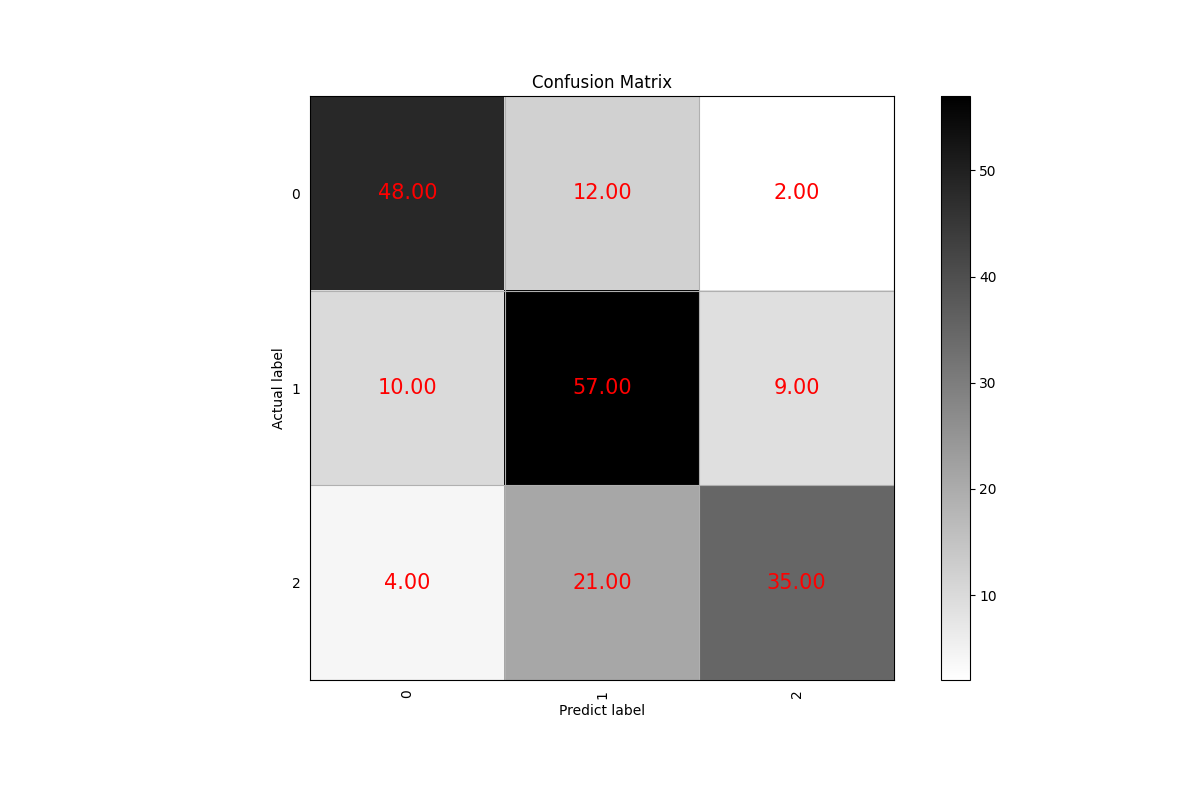 Confusion Matrix
0 48.00 12.00 2.00
1 10.00 57.00 9.00
2 4.00 21.00 35.00
Actual label
0 1 2
Predict label
50
40
30
20
10